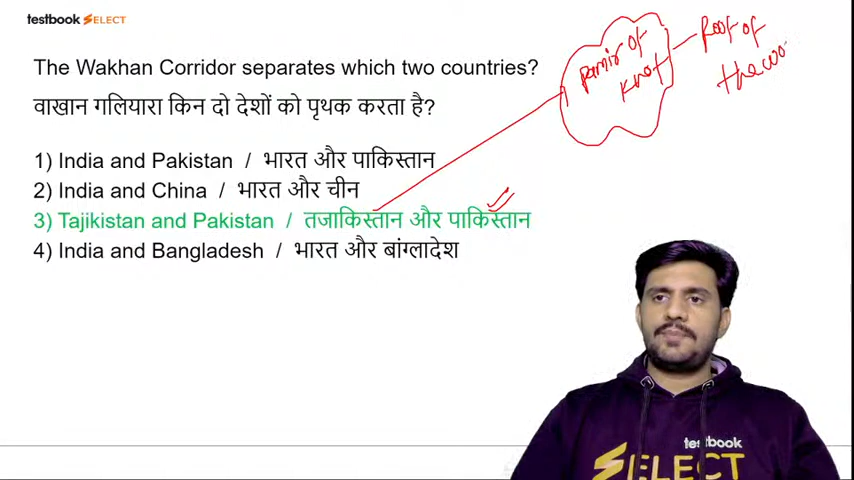 testbook SELECT
The Wakhan Corridor separates which two countries?
वाखान गलियारा किन दो देशों को पृथक करता है?
1) India and Pakistan / भारत और पाकिस्तान
2) India and China / भारत और चीन
3) Tajikistan and Pakistan / तजाकिस्तान और पाकिस्तान
4) India and Bangladesh / भारत और बांग्लादेश
Pamir of
Knot
Roof of
the woo
testbook
SELECT